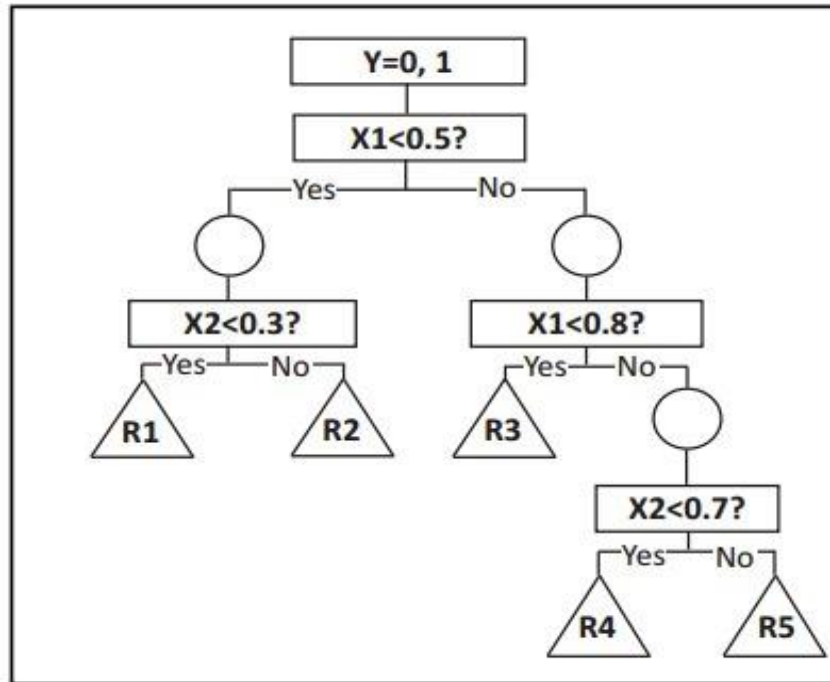 Y=0, 1
X1<0.5?
Yes No
X2<0.3? X1<0.8?
Yes No Yes No
R1 R2 R3
X2<0.7?
Yes No
R4 R5